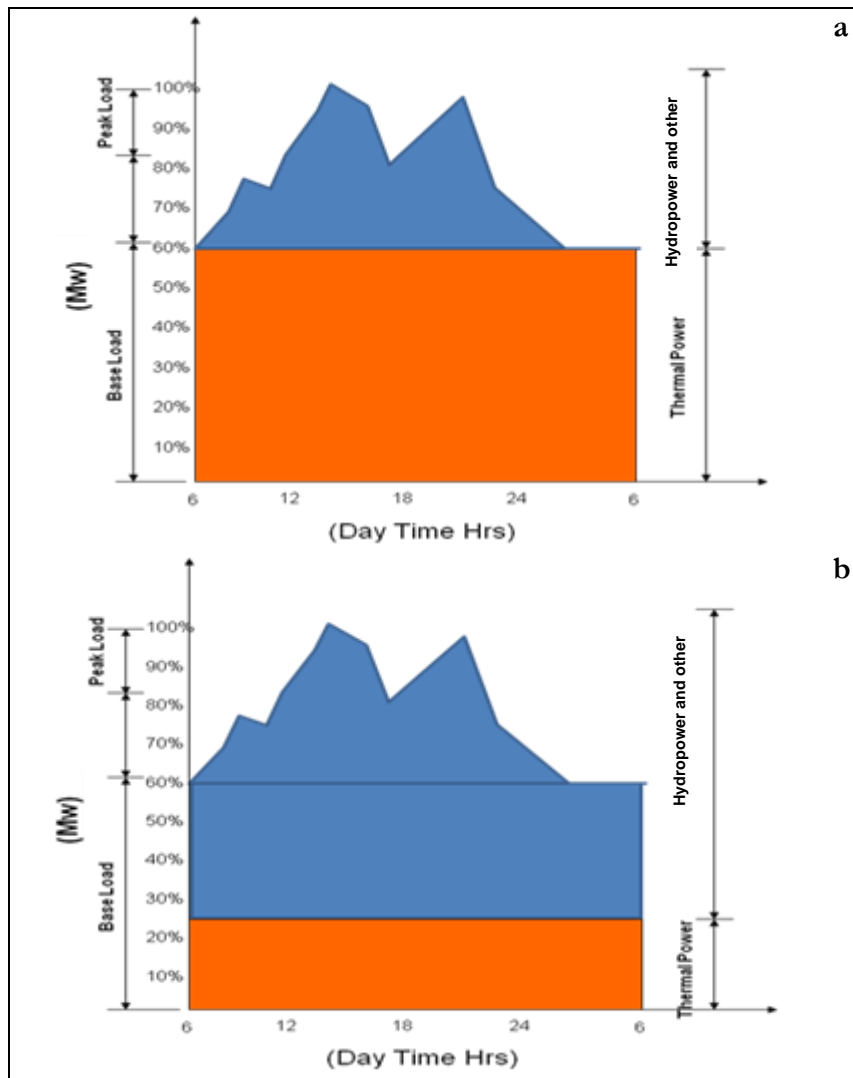 a
Peak Load
100%
90%
80%
70%
60%
(Mw)
50%
40%
Base Load
30%
20%
10%
Hydropower and other
Thermal Power
6 12 18 24 6
(Day Time Hrs)
b
Peak Load
100%
90%
80%
70%
60%
(Mw)
50%
40%
Base Load
30%
20%
10%
Hydropower and other
Thermal Power
6 12 18 24 6
(Day Time Hrs)